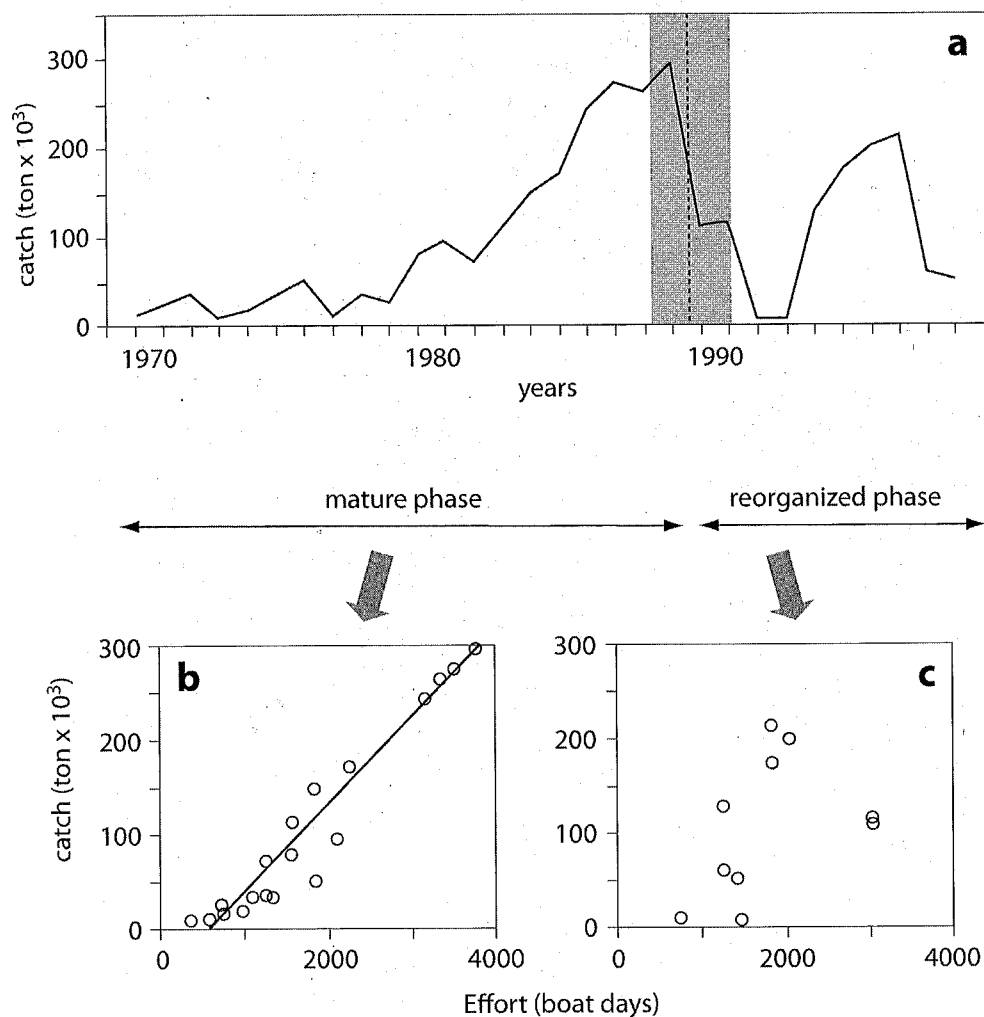 a
catch (ton x 10³)
300
200
100
0
1970
1980
1990
years
mature phase
reorganized phase
b
catch (ton x 10³)
300
200
100
0
0
2000
4000
c
300
200
100
0
0
2000
4000
Effort (boat days)